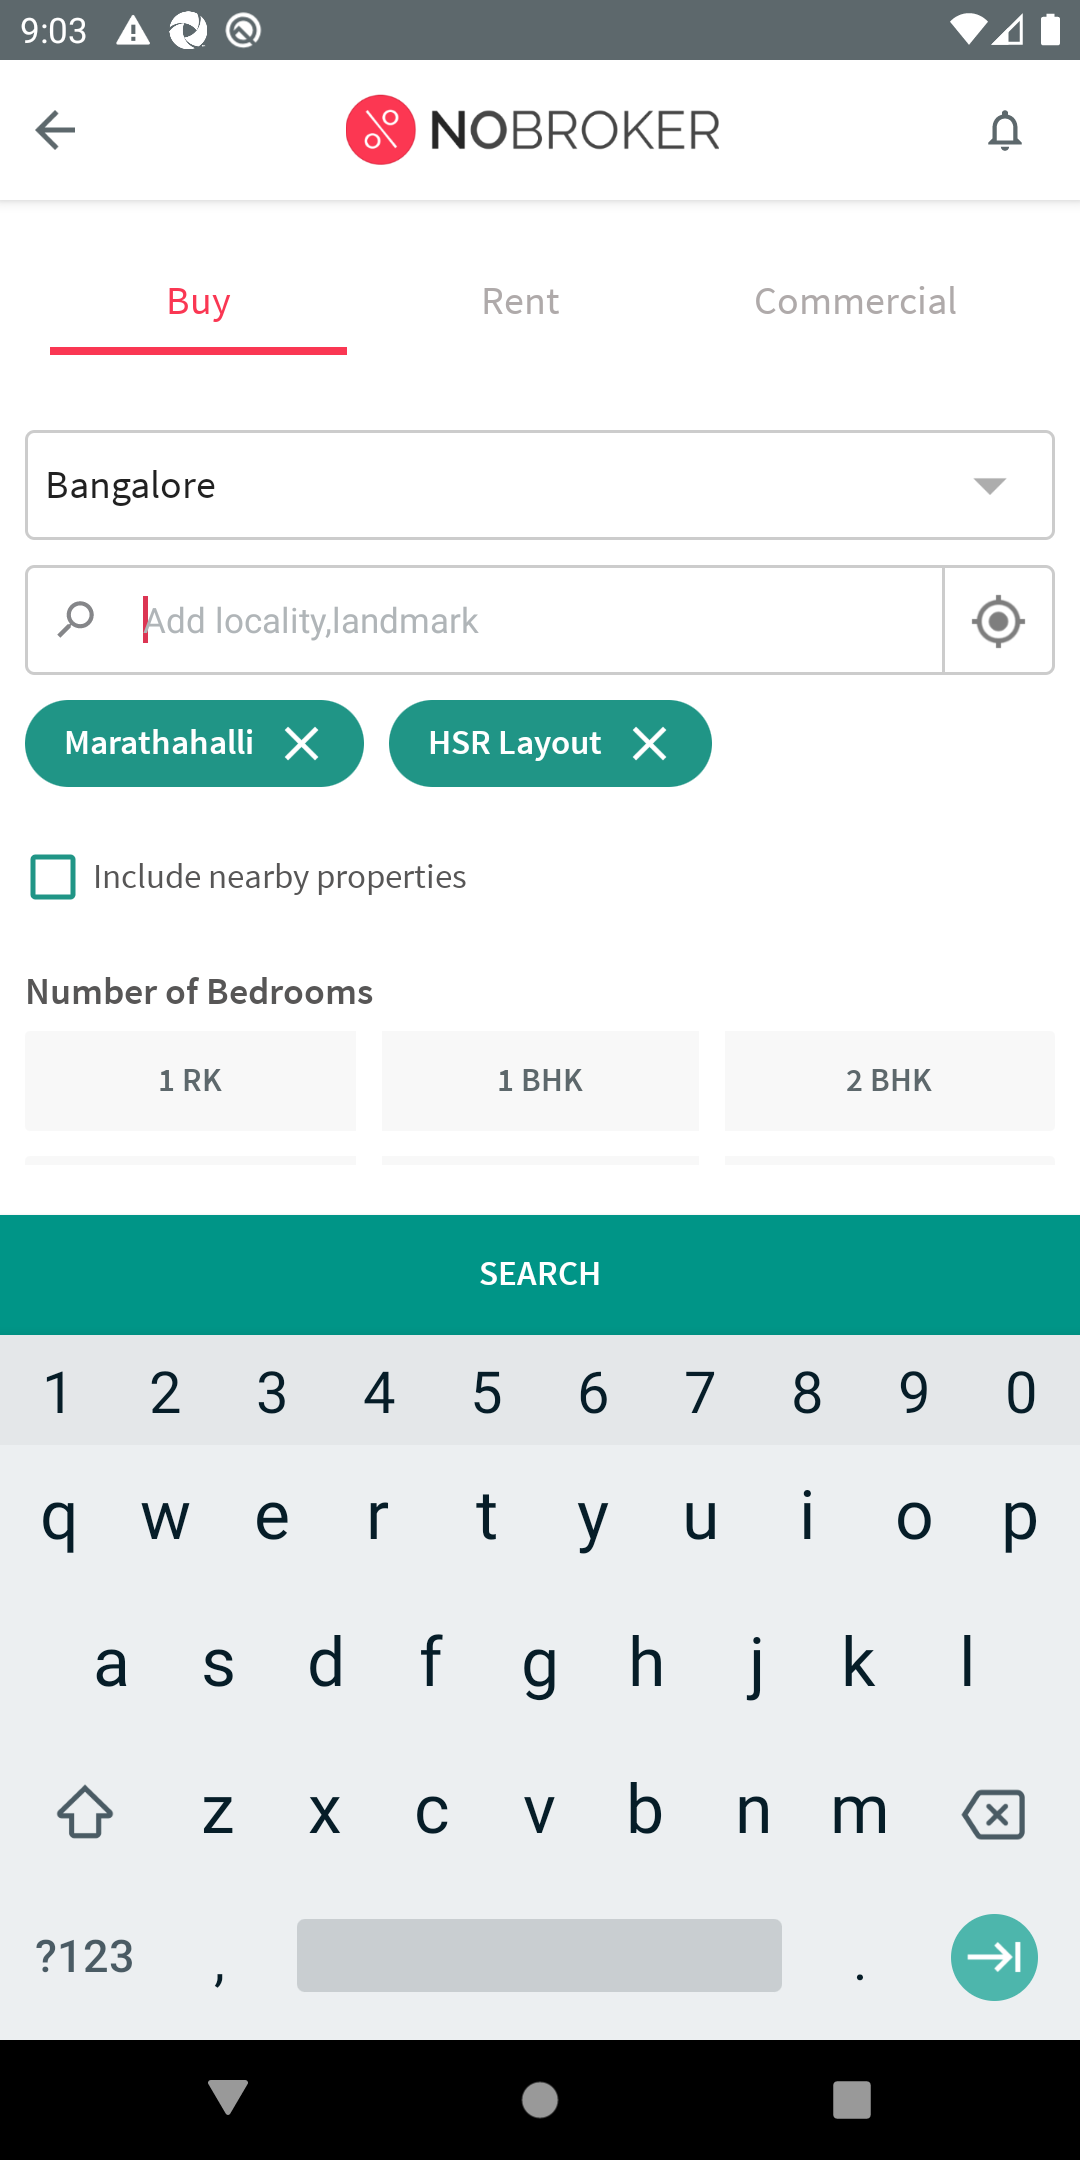 9:03
NOBROKER
Buy Rent Commercial
Bangalore
Add locality,landmark
Marathahalli HSR Layout
Include nearby properties
Number of Bedrooms
1 RK 1 BHK 2 BHK
SEARCH
1 2 3 4 5 6 7 8 9 0
q w e r t y u i o p
a s d f g h j k l
z x c v b n m
?123 , .